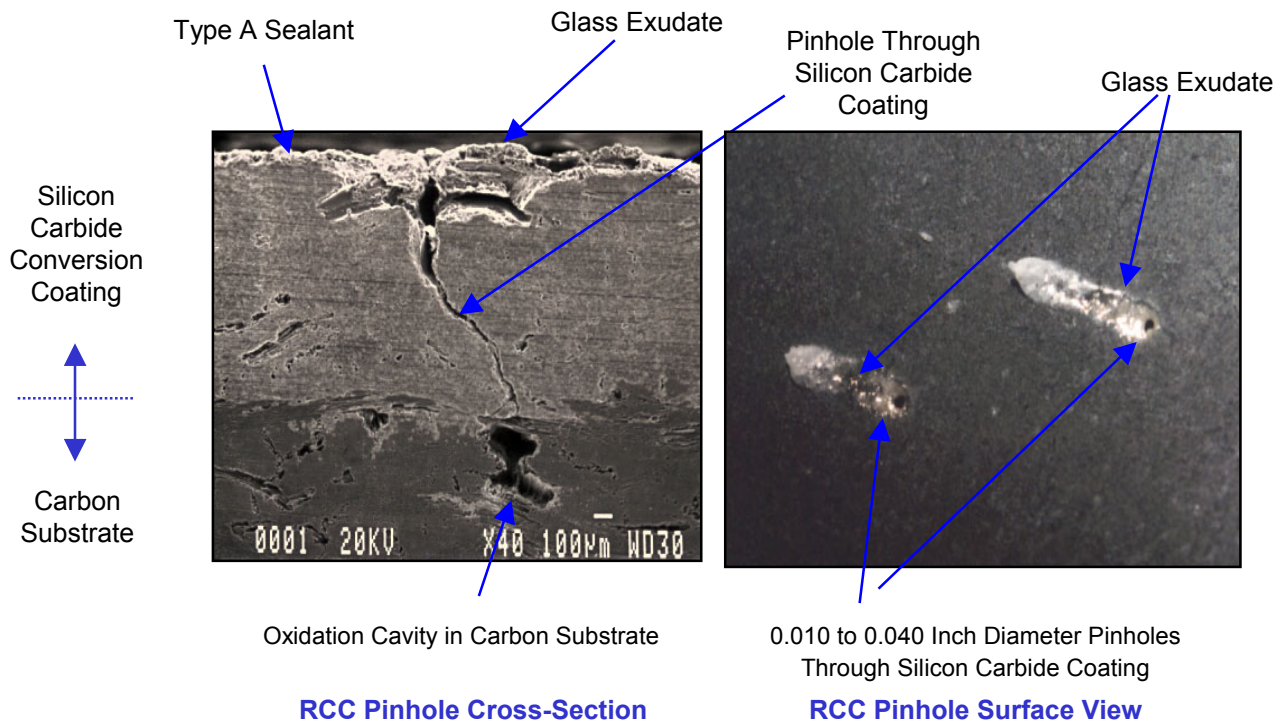 Type A Sealant
Glass Exudate
Pinhole Through
Silicon Carbide
Coating
Glass Exudate
Silicon
Carbide
Conversion
Coating
Carbon
Substrate
0001 20KV X40 100µm WD30
Oxidation Cavity in Carbon Substrate
0.010 to 0.040 Inch Diameter Pinholes
Through Silicon Carbide Coating
RCC Pinhole Cross-Section
RCC Pinhole Surface View